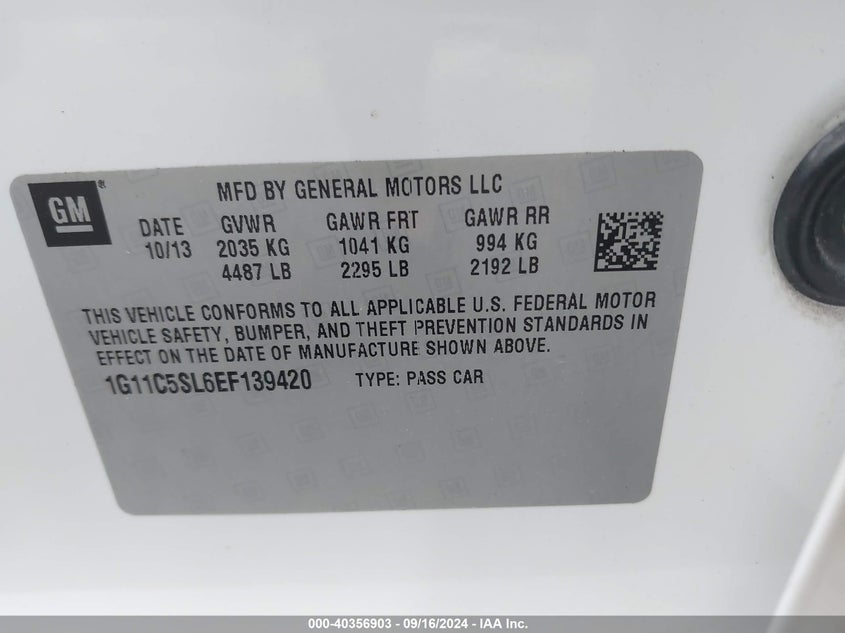 GM®
MFD BY GENERAL MOTORS LLC
DATE GVWR GAWR FRT GAWR RR
10/13 2035 KG 1041 KG 994 KG
4487 LB 2295 LB 2192 LB
THIS VEHICLE CONFORMS TO ALL APPLICABLE U.S. FEDERAL MOTOR
VEHICLE SAFETY, BUMPER, AND THEFT PREVENTION STANDARDS IN
EFFECT ON THE DATE OF MANUFACTURE SHOWN ABOVE.
1G11C5SL6EF139420 TYPE: PASS CAR
000-40356903 - 09/16/2024 - IAA Inc.